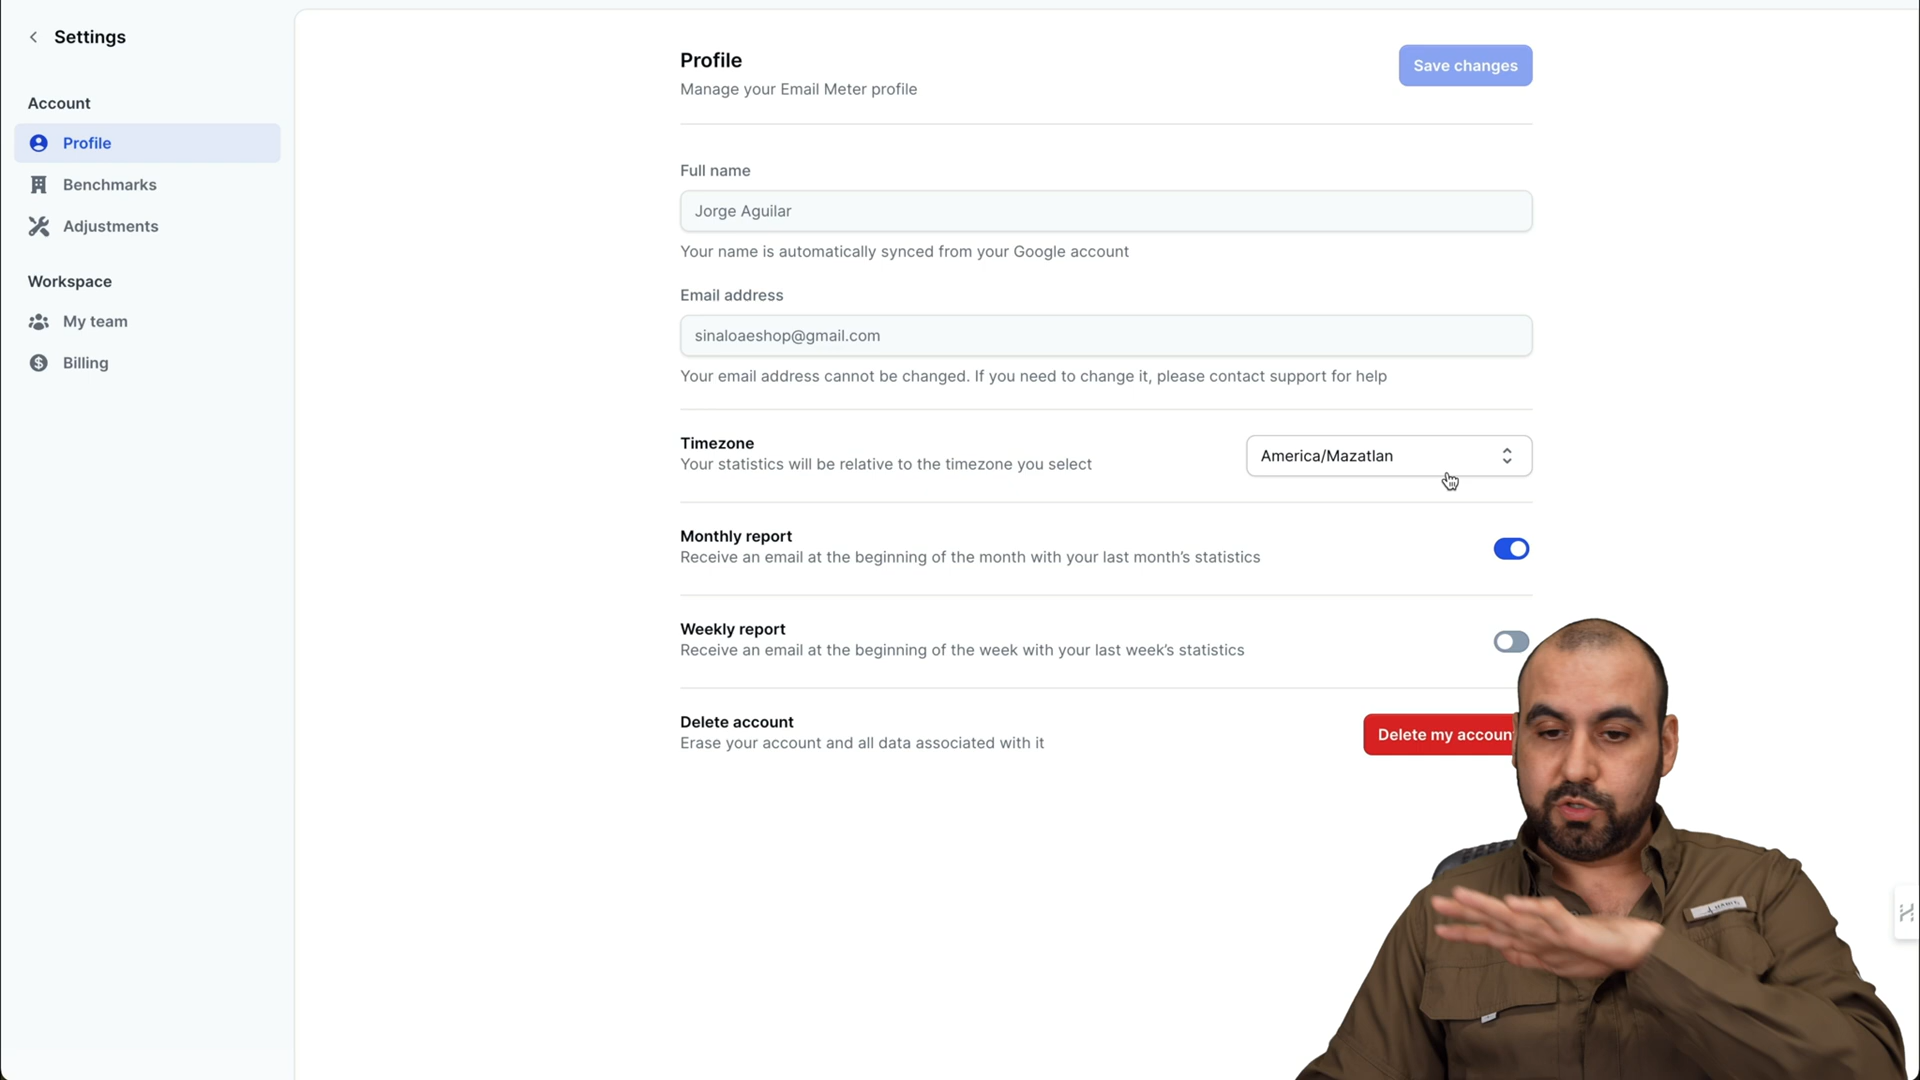 Settings
Account
Profile
Benchmarks
Adjustments
Workspace
My team
Billing
Profile
Manage your Email Meter profile
Save changes
Full name
Jorge Aguilar
Your name is automatically synced from your Google account
Email address
sinaloaeshop@gmail.com
Your email address cannot be changed. If you need to change it, please contact support for help
Timezone
Your statistics will be relative to the timezone you select
America/Mazatlan
Monthly report
Receive an email at the beginning of the month with your last month's statistics
Weekly report
Receive an email at the beginning of the week with your last week's statistics
Delete account
Erase your account and all data associated with it
Delete my accoun